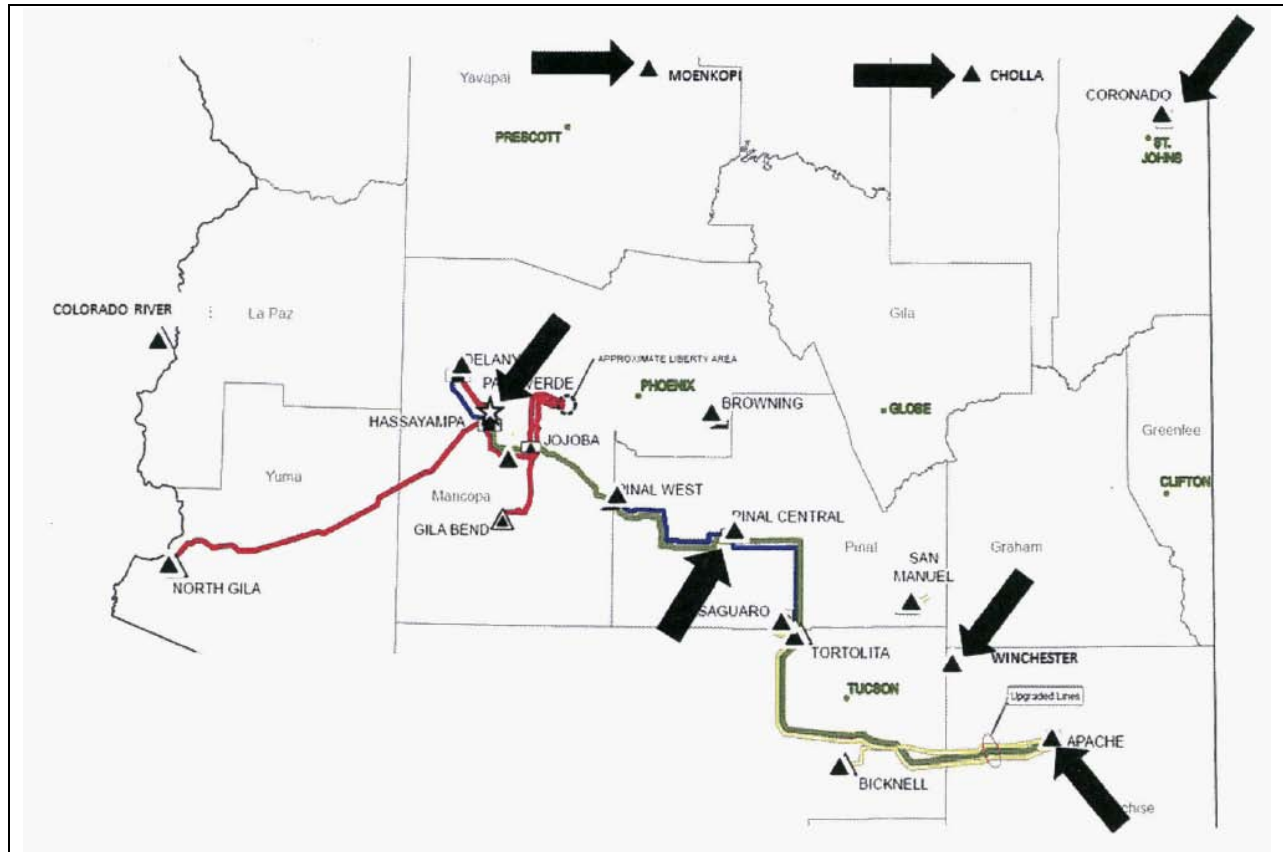 Yavapai
MOENKOPI
CHOLLA
CORONADO
PRESCOTT
ST.
JOHNS
COLORADO RIVER
La Paz
Gila
DELANY
APPROXIMATE LIBERTY AREA
VERDE
PHOENIX
BROWNING
GLOBE
HASSAYAMPA
JOJOBA
Greenlee
Yuma
Maricopa
PINAL WEST
CLIFTON
GILA BEND
PINAL CENTRAL
Pinal
Graham
SAN
MANUEL
NORTH GILA
SAGUARO
TORTOLITA
WINCHESTER
TUCSON
Upgraded Lines
APACHE
BICKNELL
chise